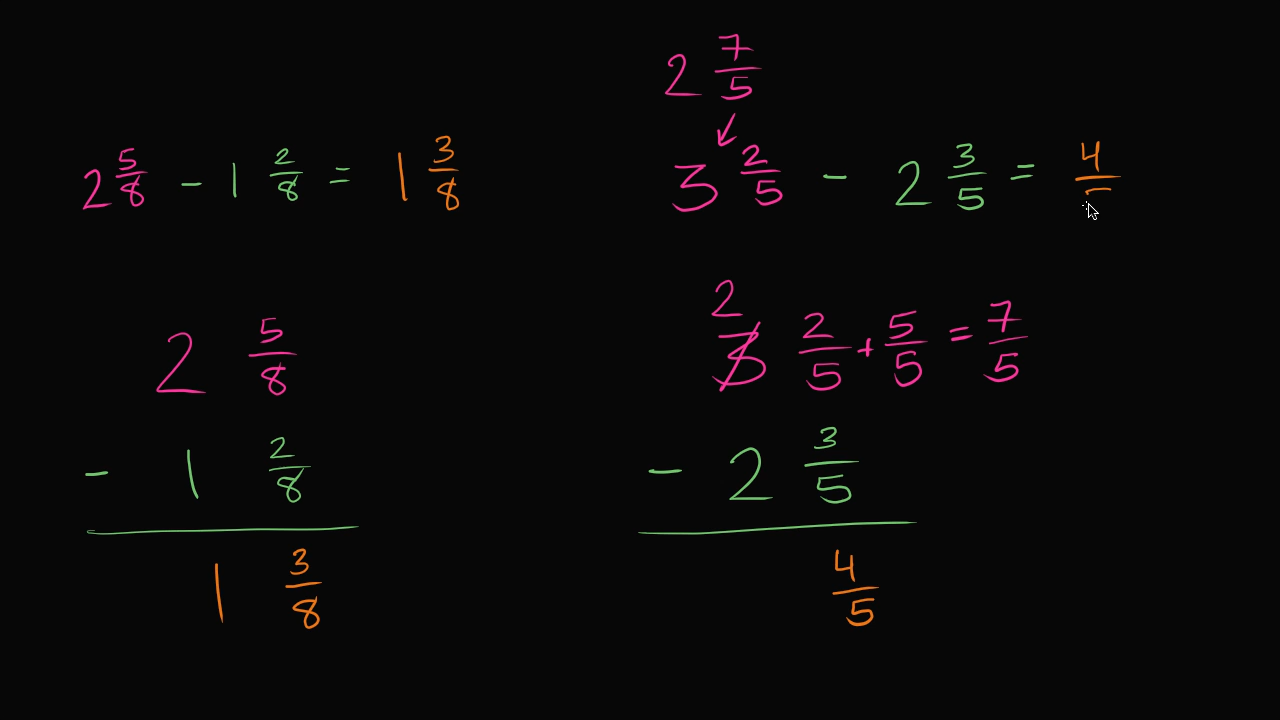 2 5/8 - 1 2/8 = 1 3/8
2 5/8
- 1 2/8
1 3/8
2 7/5
3 2/5 - 2 3/5 = 4/
2
3 2/5 + 5/5 = 7/5
- 2 3/5
4/5